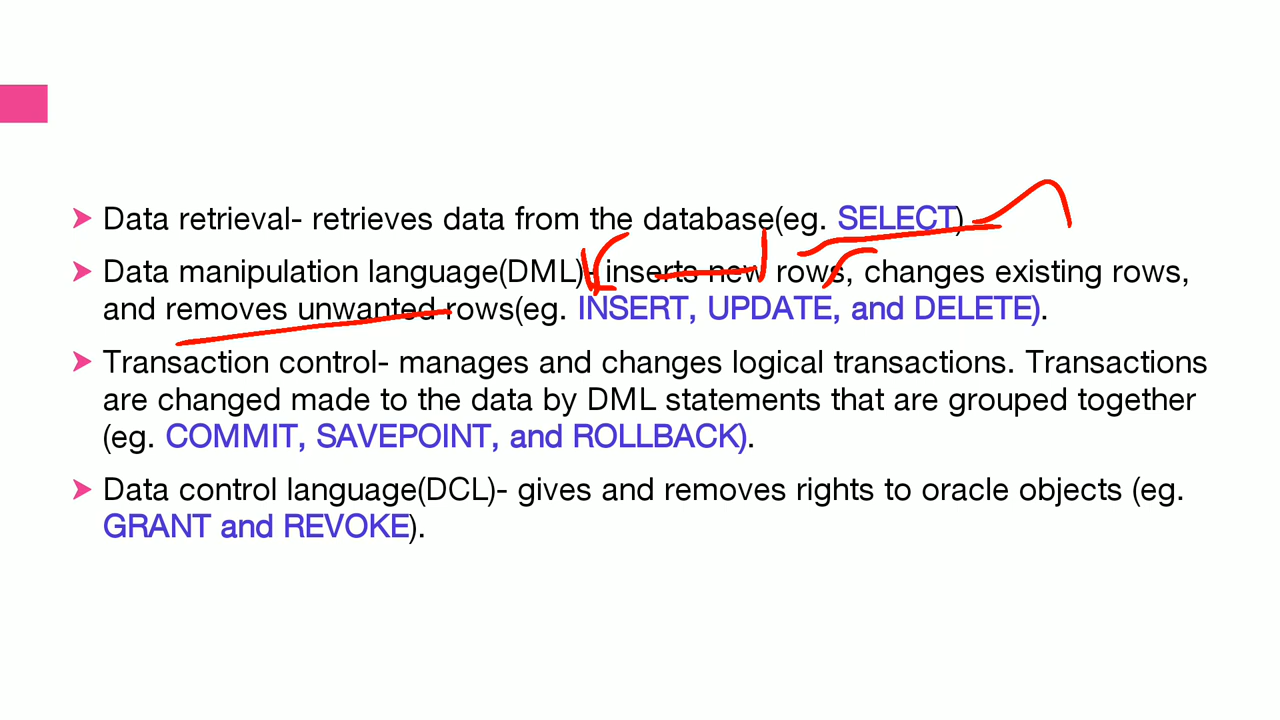 Data retrieval- retrieves data from the database(eg. SELECT)
Data manipulation language(DML)- inserts new rows, changes existing rows,
and removes unwanted rows(eg. INSERT, UPDATE, and DELETE).
Transaction control- manages and changes logical transactions. Transactions
are changed made to the data by DML statements that are grouped together
(eg. COMMIT, SAVEPOINT, and ROLLBACK).
Data control language(DCL)- gives and removes rights to oracle objects (eg.
GRANT and REVOKE).